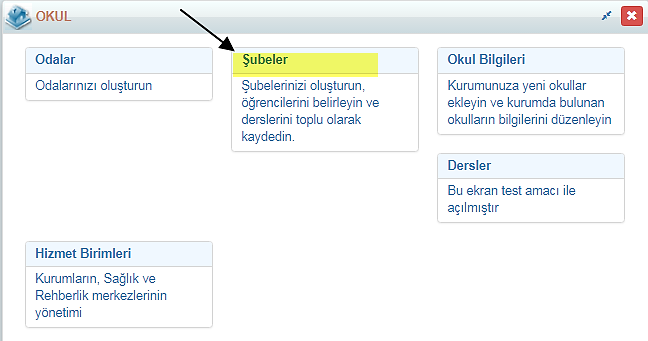 OKUL
Odalar
Odalarınızı oluşturun
Şubeler
Şubelerinizi oluşturun,
öğrencilerini belirleyin ve
derslerini toplu olarak
kaydedin.
Okul Bilgileri
Kurumunuza yeni okullar
ekleyin ve kurumda bulunan
okulların bilgilerini düzenleyin
Dersler
Bu ekran test amacı ile
açılmıştır
Hizmet Birimleri
Kurumların, Sağlık ve
Rehberlik merkezlerinin
yönetimi